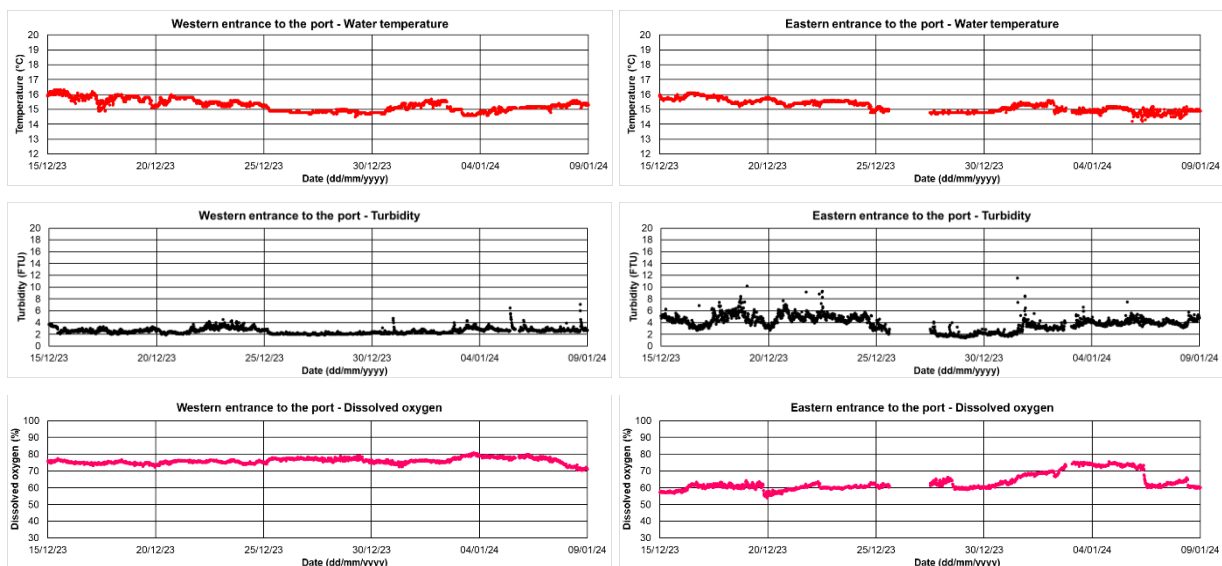 Western entrance to the port - Water temperature
Temperature (°C)
20
19
18
17
16
15
14
13
12
15/12/23 20/12/23 25/12/23 30/12/23 04/01/24 09/01/24
Date (dd/mm/yyyy)
Eastern entrance to the port - Water temperature
Temperature (°C)
20
19
18
17
16
15
14
13
12
15/12/23 20/12/23 25/12/23 30/12/23 04/01/24 09/01/24
Date (dd/mm/yyyy)
Western entrance to the port - Turbidity
Turbidity (FTU)
20
18
16
14
12
10
8
6
4
2
0
15/12/23 20/12/23 25/12/23 30/12/23 04/01/24 09/01/24
Date (dd/mm/yyyy)
Eastern entrance to the port - Turbidity
Turbidity (FTU)
20
18
16
14
12
10
8
6
4
2
0
15/12/23 20/12/23 25/12/23 30/12/23 04/01/24 09/01/24
Date (dd/mm/yyyy)
Western entrance to the port - Dissolved oxygen
Dissolved oxygen (%)
100
90
80
70
60
50
40
30
15/12/23 20/12/23 25/12/23 30/12/23 04/01/24 09/01/24
Date (dd/mm/yyyy)
Eastern entrance to the port - Dissolved oxygen
Dissolved oxygen (%)
100
90
80
70
60
50
40
30
15/12/23 20/12/23 25/12/23 30/12/23 04/01/24 09/01/24
Date (dd/mm/yyyy)